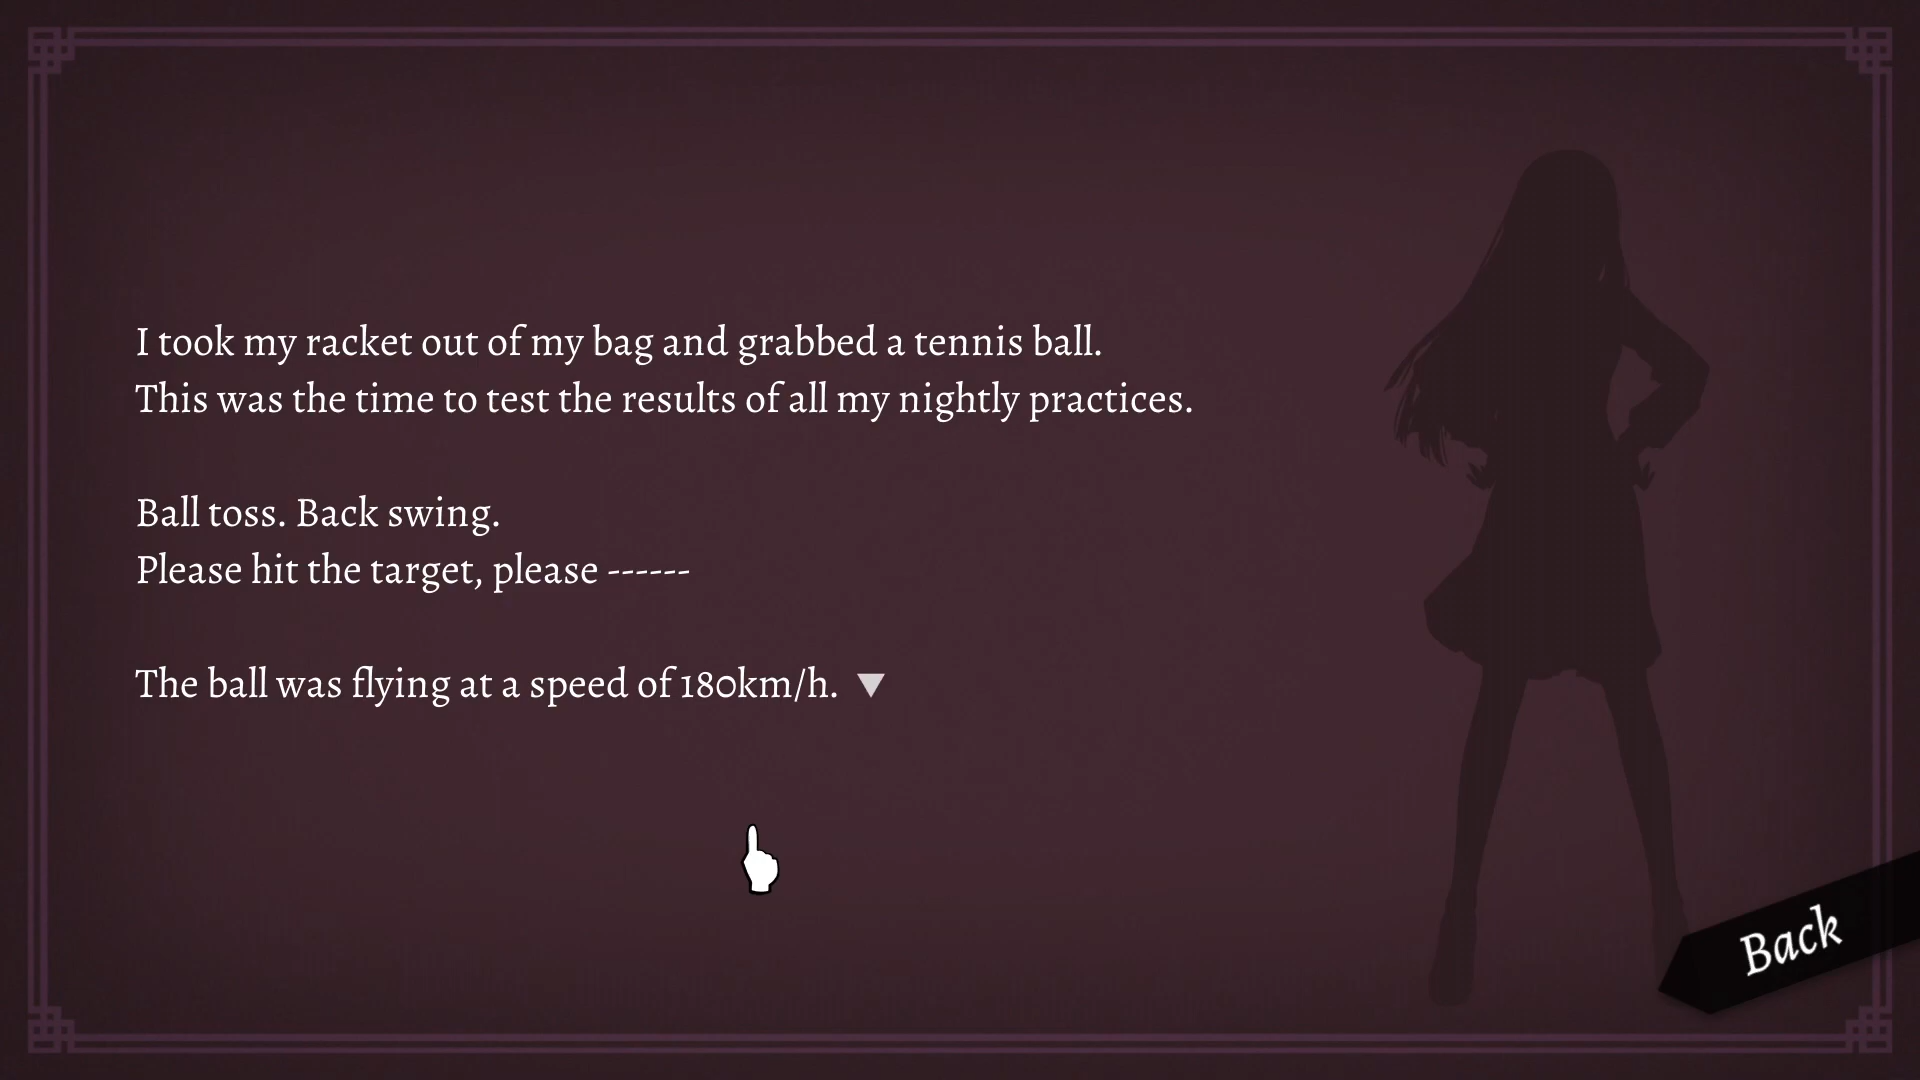 I took my racket out of my bag and grabbed a tennis ball.
This was the time to test the results of all my nightly practices.
Ball toss. Back swing.
Please hit the target, please ------
The ball was flying at a speed of 180km/h.
Back